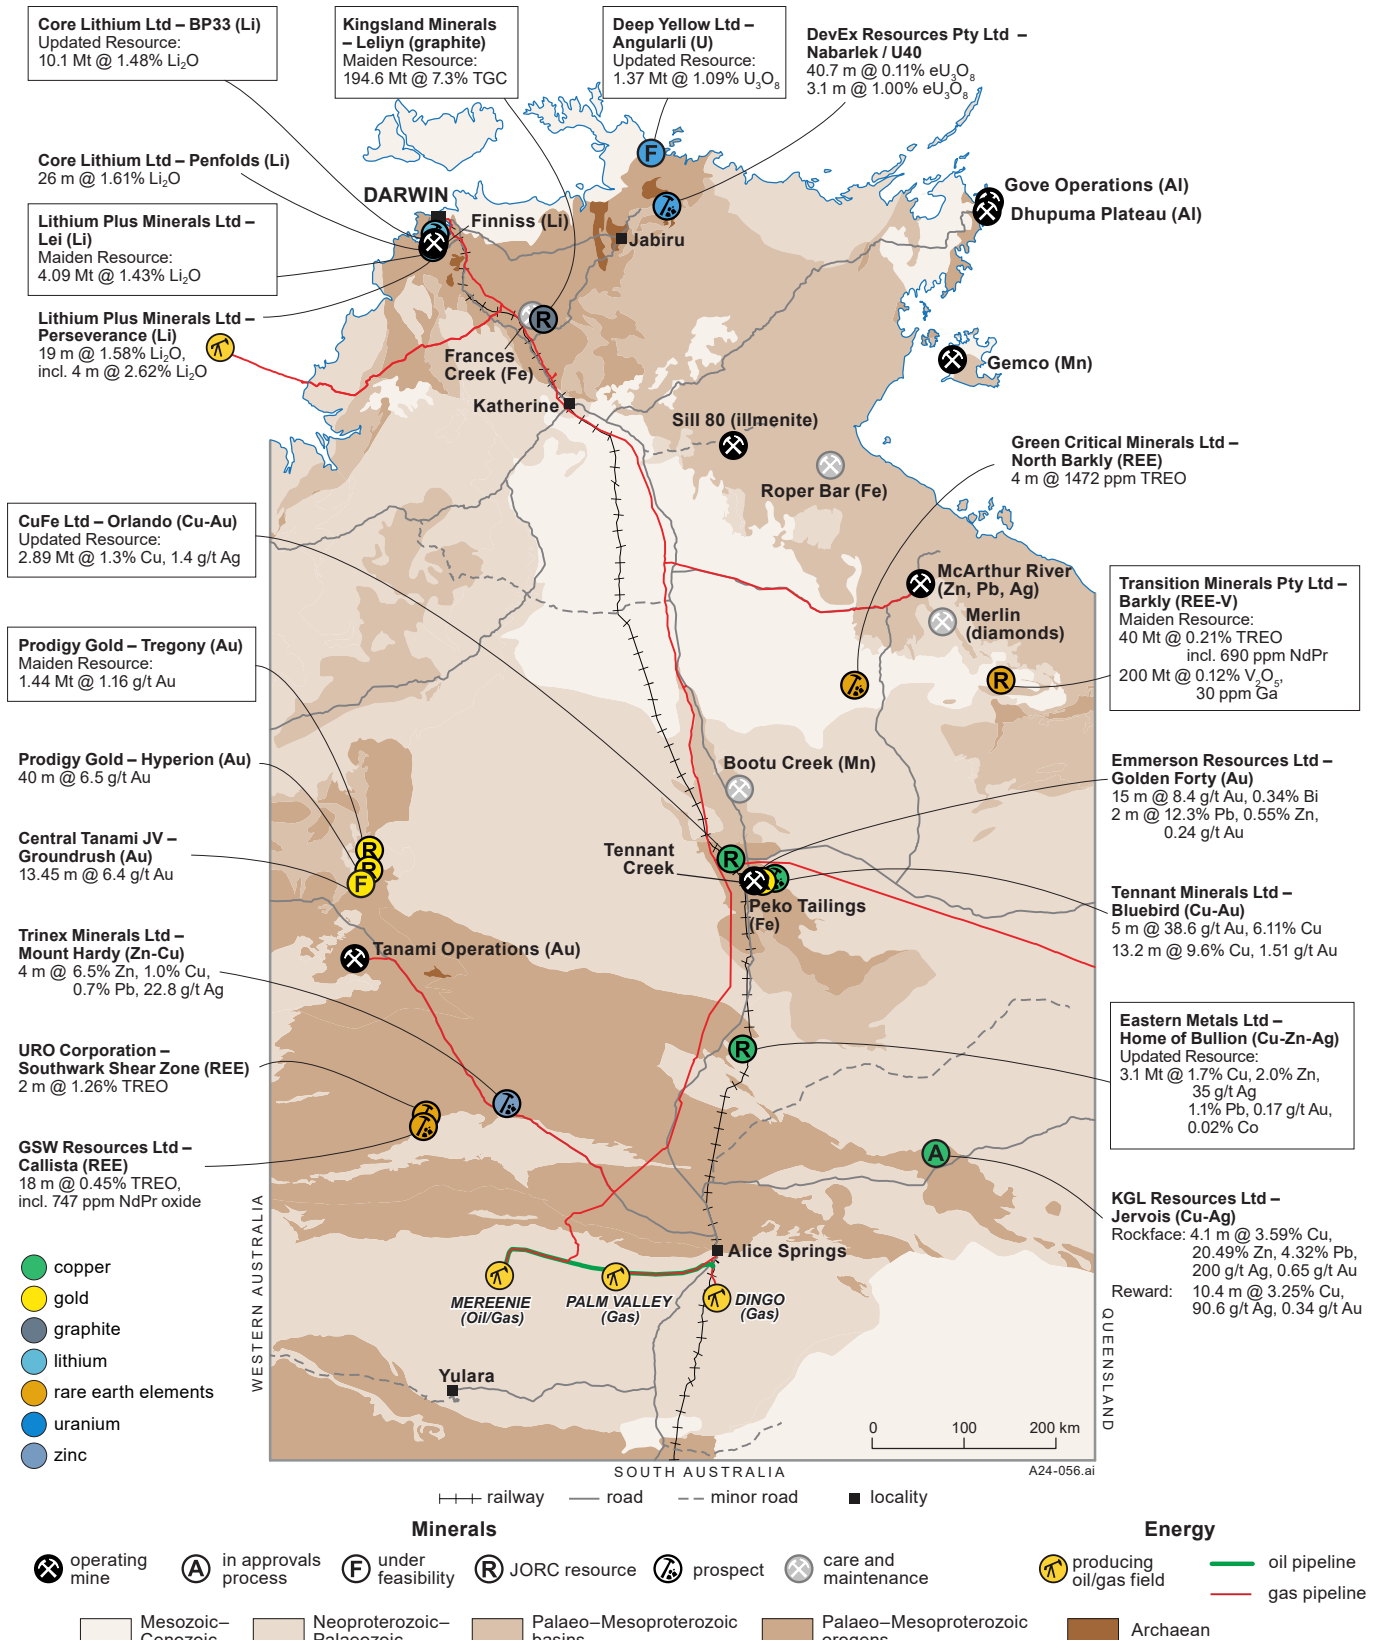 Core Lithium Ltd – BP33 (Li)
Updated Resource:
10.1 Mt @ 1.48% Li2O
Kingsland Minerals
– Leliyn (graphite)
Maiden Resource:
194.6 Mt @ 7.3% TGC
Deep Yellow Ltd –
Angularli (U)
Updated Resource:
1.37 Mt @ 1.09% U3O8
DevEx Resources Pty Ltd –
Nabarlek / U40
40.7 m @ 0.11% eU3O8
3.1 m @ 1.00% eU3O8
Core Lithium Ltd – Penfolds (Li)
26 m @ 1.61% Li2O
Lithium Plus Minerals Ltd –
Lei (Li)
Maiden Resource:
4.09 Mt @ 1.43% Li2O
Lithium Plus Minerals Ltd –
Perseverance (Li)
19 m @ 1.58% Li2O,
incl. 4 m @ 2.62% Li2O
DARWIN
Finniss (Li)
F
Jabiru
Gove Operations (Al)
Dhupuma Plateau (Al)
R
Frances
Creek (Fe)
Katherine
Gemco (Mn)
Sill 80 (illmenite)
Roper Bar (Fe)
Green Critical Minerals Ltd –
North Barkly (REE)
4 m @ 1472 ppm TREO
CuFe Ltd – Orlando (Cu-Au)
Updated Resource:
2.89 Mt @ 1.3% Cu, 1.4 g/t Ag
McArthur River
(Zn, Pb, Ag)
Merlin
(diamonds)
R
Transition Minerals Pty Ltd –
Barkly (REE-V)
Maiden Resource:
40 Mt @ 0.21% TREO
incl. 690 ppm NdPr
200 Mt @ 0.12% V2O5,
30 ppm Ga
Prodigy Gold – Tregony (Au)
Maiden Resource:
1.44 Mt @ 1.16 g/t Au
Prodigy Gold – Hyperion (Au)
40 m @ 6.5 g/t Au
Bootu Creek (Mn)
Emmerson Resources Ltd –
Golden Forty (Au)
15 m @ 8.4 g/t Au, 0.34% Bi
2 m @ 12.3% Pb, 0.55% Zn,
0.24 g/t Au
Central Tanami JV –
Groundrush (Au)
13.45 m @ 6.4 g/t Au
R
R
F
Tennant
Creek
R
Peko Tailings
(Fe)
Tennant Minerals Ltd –
Bluebird (Cu-Au)
5 m @ 38.6 g/t Au, 6.11% Cu
13.2 m @ 9.6% Cu, 1.51 g/t Au
Trinex Minerals Ltd –
Mount Hardy (Zn-Cu)
4 m @ 6.5% Zn, 1.0% Cu,
0.7% Pb, 22.8 g/t Ag
Tanami Operations (Au)
R
Eastern Metals Ltd –
Home of Bullion (Cu-Zn-Ag)
Updated Resource:
3.1 Mt @ 1.7% Cu, 2.0% Zn,
35 g/t Ag
1.1% Pb, 0.17 g/t Au,
0.02% Co
URO Corporation –
Southwark Shear Zone (REE)
2 m @ 1.26% TREO
GSW Resources Ltd –
Callista (REE)
18 m @ 0.45% TREO,
incl. 747 ppm NdPr oxide
A
KGL Resources Ltd –
Jervois (Cu-Ag)
Rockface: 4.1 m @ 3.59% Cu,
20.49% Zn, 4.32% Pb,
200 g/t Ag, 0.65 g/t Au
Reward: 10.4 m @ 3.25% Cu,
90.6 g/t Ag, 0.34 g/t Au
WESTERN AUSTRALIA
QUEENSLAND
Alice Springs
MEREENIE
(Oil/Gas)
PALM VALLEY
(Gas)
DINGO
(Gas)
Yulara
copper
gold
graphite
lithium
rare earth elements
uranium
zinc
0 100 200 km
SOUTH AUSTRALIA
A24-056.ai
railway
road
minor road
locality
Minerals
Energy
operating
mine
A
in approvals
process
F
under
feasibility
R
JORC resource
prospect
care and
maintenance
producing
oil/gas field
oil pipeline
gas pipeline
Mesozoic–
Cenozoic
Neoproterozoic–
Palaeozoic
Palaeo–Mesoproterozoic
basins
Palaeo–Mesoproterozoic
orogens
Archaean